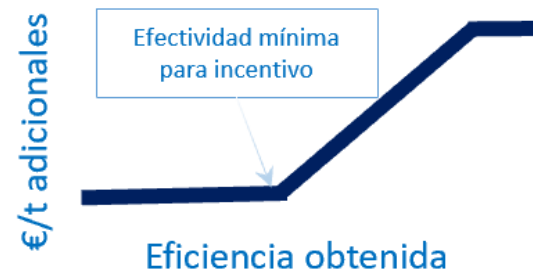 Efectividad mínima
para incentivo
€/t adicionales
Eficiencia obtenida